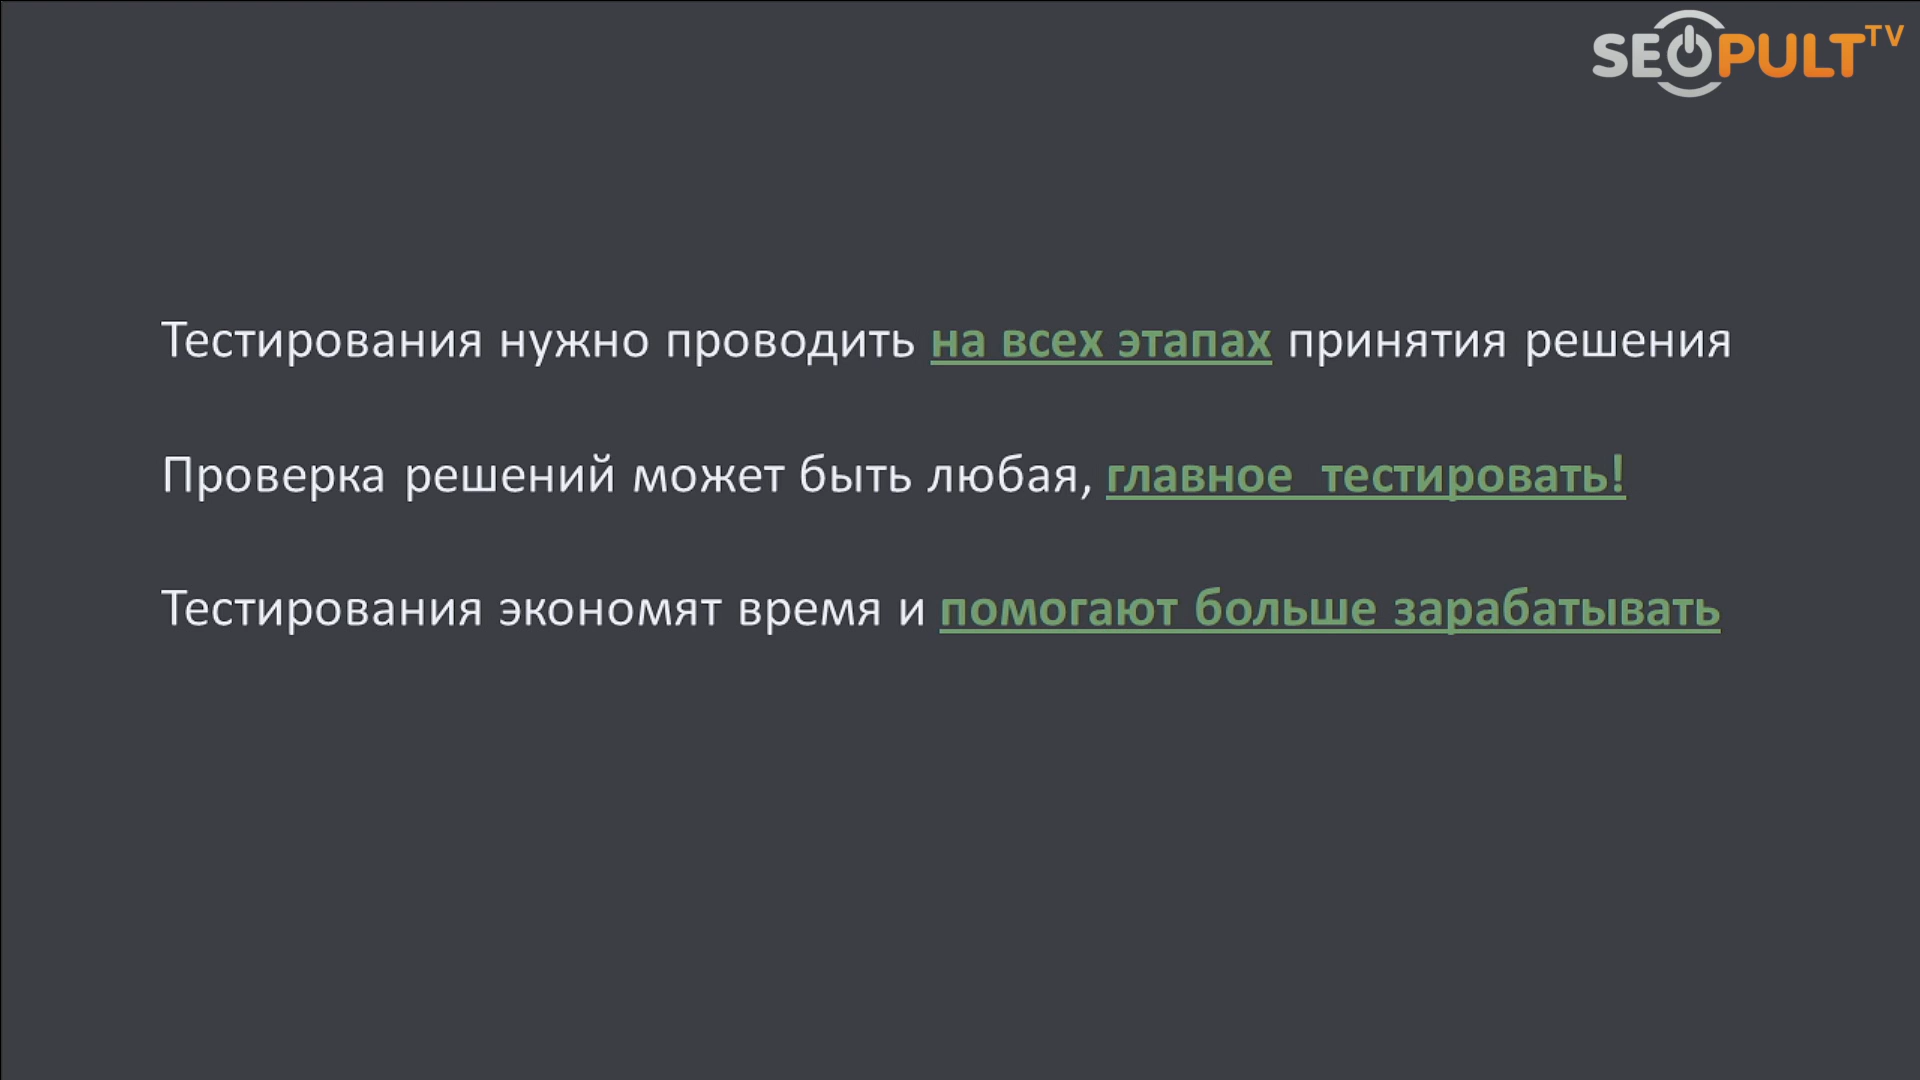 SEOPULT TV
Тестирования нужно проводить на всех этапах принятия решения
Проверка решений может быть любая, главное  тестировать!
Тестирования экономят время и помогают больше зарабатывать